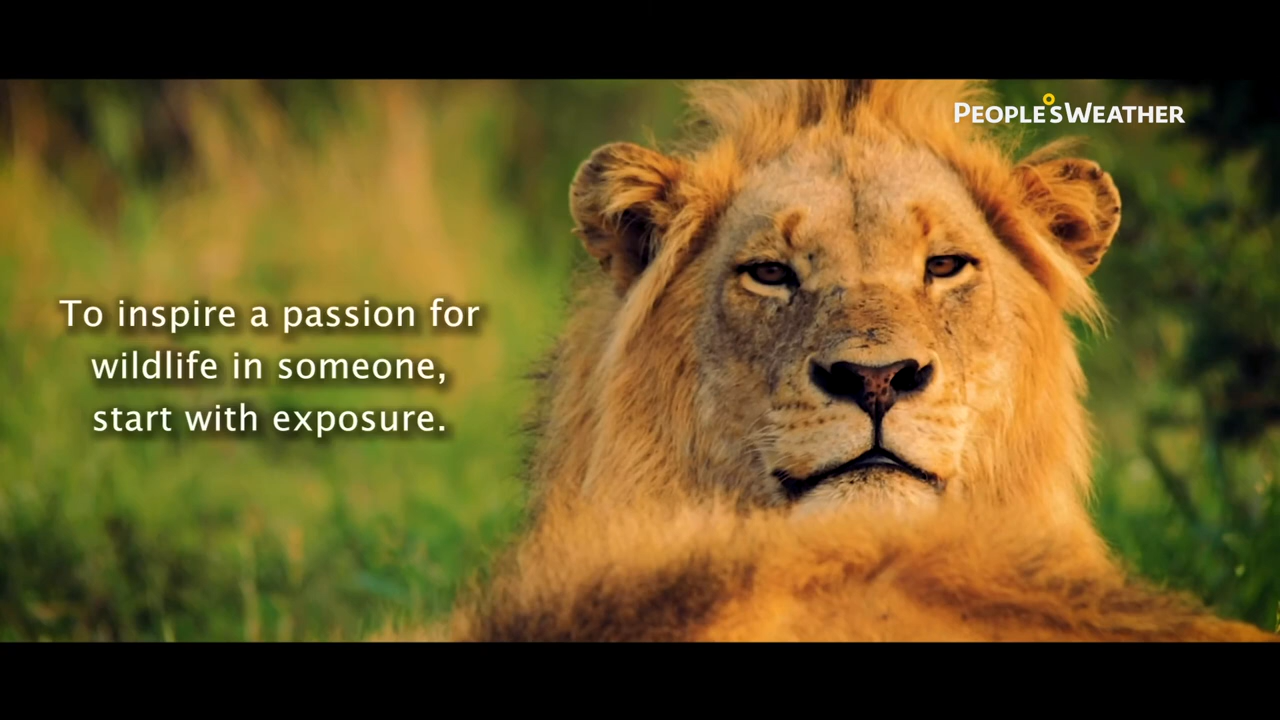 PEOPLE'SWEATHER
To inspire a passion for
wildlife in someone,
start with exposure.